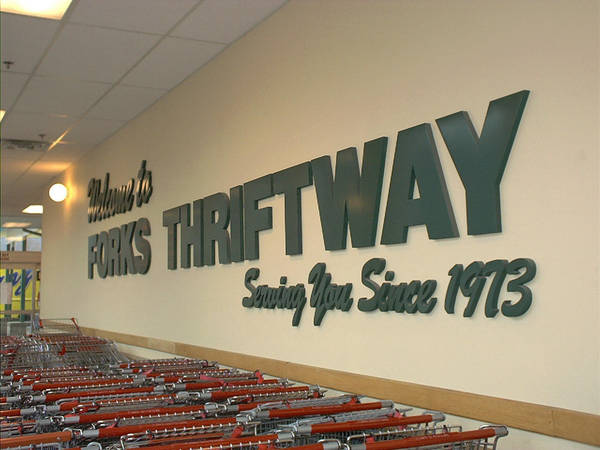 Welcome to
FORKS THRIFTWAY
Serving You Since 1973